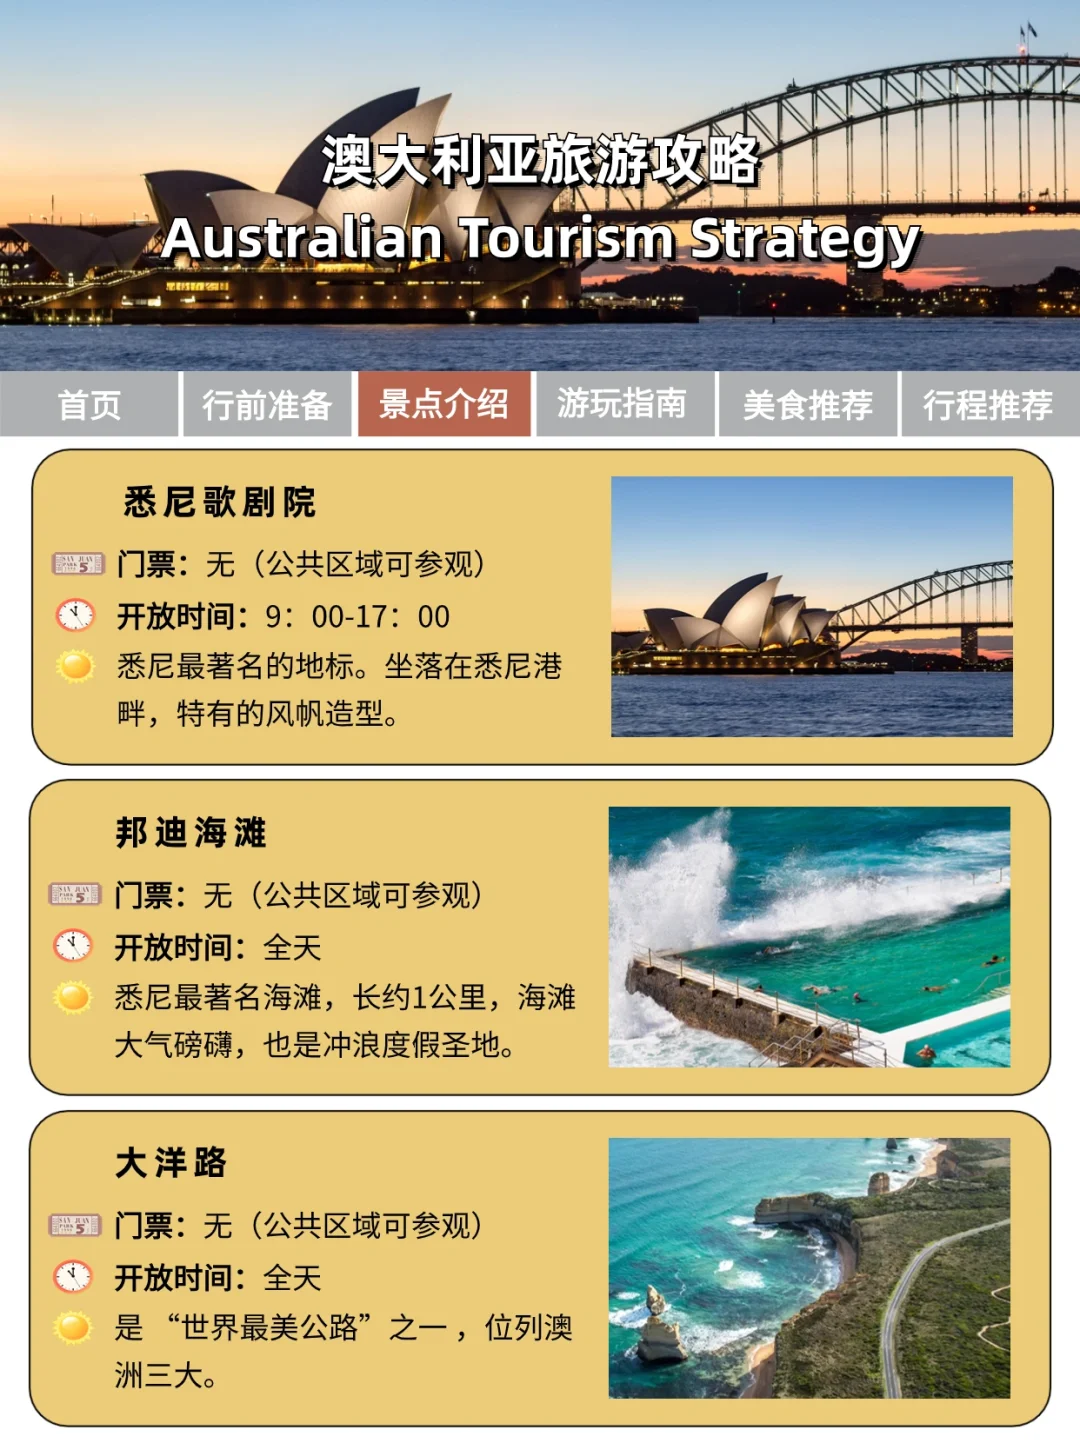 澳大利亚旅游攻略
Australian Tourism Strategy
首页 行前准备 景点介绍 游玩指南 美食推荐 行程推荐
悉尼歌剧院
门票：无（公共区域可参观）
开放时间：9：00-17：00
悉尼最著名的地标。坐落在悉尼港
畔，特有的风帆造型。
邦迪海滩
门票：无（公共区域可参观）
开放时间：全天
悉尼最著名海滩，长约1公里，海滩
大气磅礴，也是冲浪度假圣地。
大洋路
门票：无（公共区域可参观）
开放时间：全天
是 “世界最美公路” 之一 ，位列澳
洲三大。